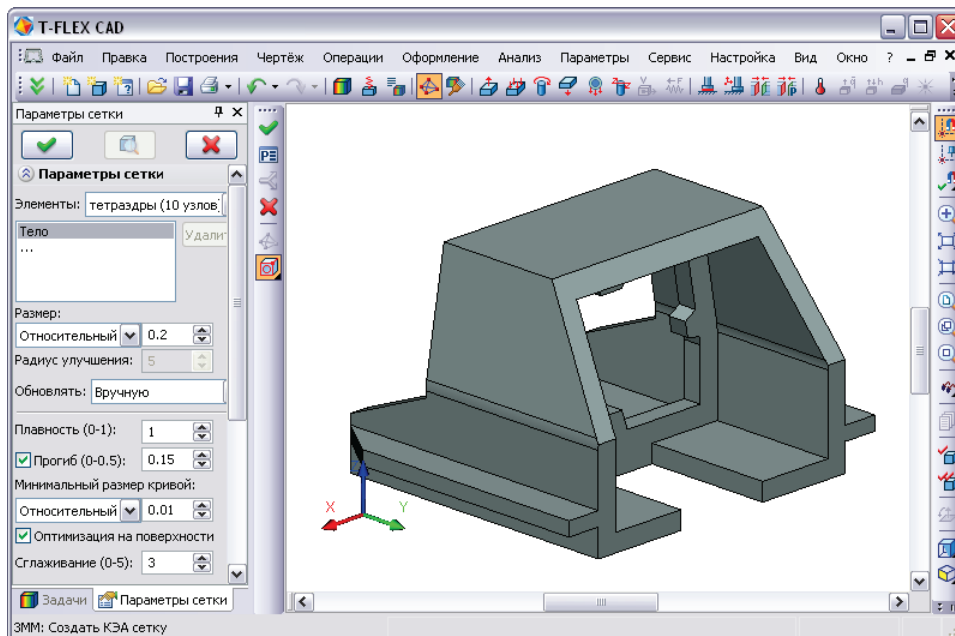 T-FLEX CAD
Файл Правка Построения Чертёж Операции Оформление Анализ Параметры Сервис Настройка Вид Окно ?
Параметры сетки
Параметры сетки
Элементы: тетраэдры (10 узлов)
Тело
...
Удали
Размер:
Относительный 0.2
Радиус улучшения: 5
Обновлять: Вручную
Плавность (0-1): 1
Прогиб (0-0.5): 0.15
Минимальный размер кривой:
Относительный 0.01
Оптимизация на поверхности
Сглаживание (0-5): 3
X Y
Задачи Параметры сетки
3MM: Создать КЭА сетку